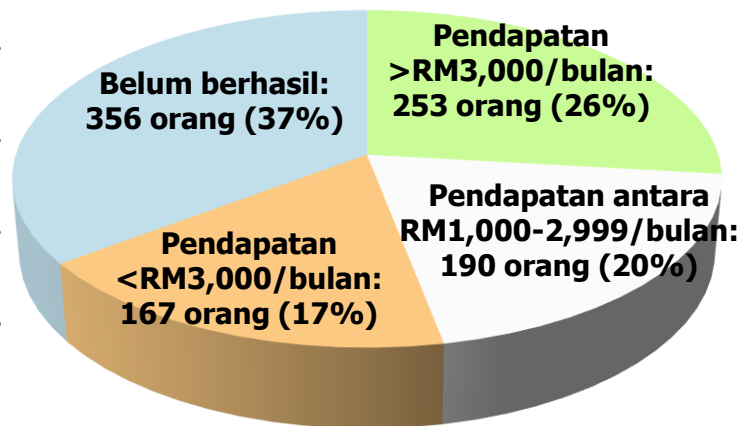 Pendapatan
>RM3,000/bulan:
253 orang (26%)
Belum berhasil:
356 orang (37%)
Pendapatan antara
RM1,000-2,999/bulan:
190 orang (20%)
Pendapatan
<RM3,000/bulan:
167 orang (17%)